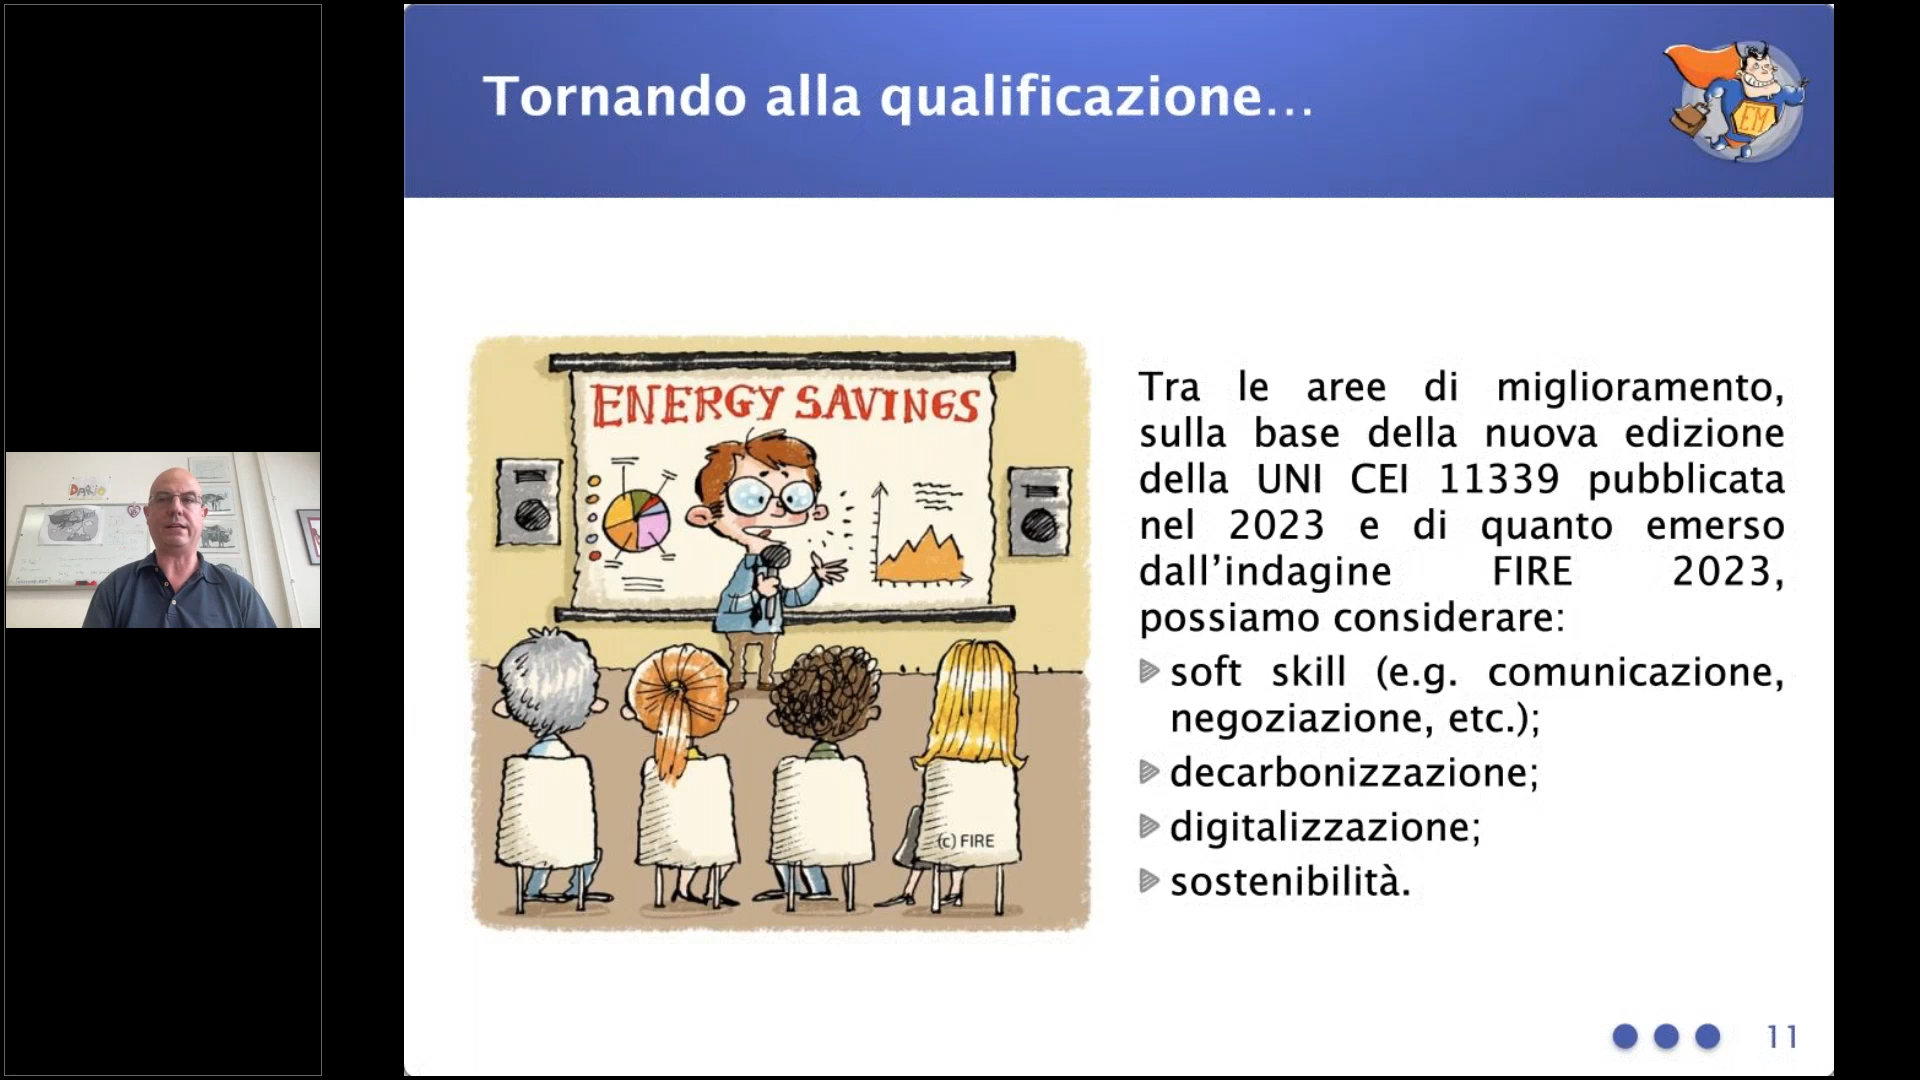 Tornando alla qualificazione...
EM
DARIO
ENERGY SAVINGS
(c) FIRE
Tra le aree di miglioramento,
sulla base della nuova edizione
della UNI CEI 11339 pubblicata
nel 2023 e di quanto emerso
dall’indagine FIRE 2023,
possiamo considerare:
soft skill (e.g. comunicazione,
negoziazione, etc.);
decarbonizzazione;
digitalizzazione;
sostenibilità.
11